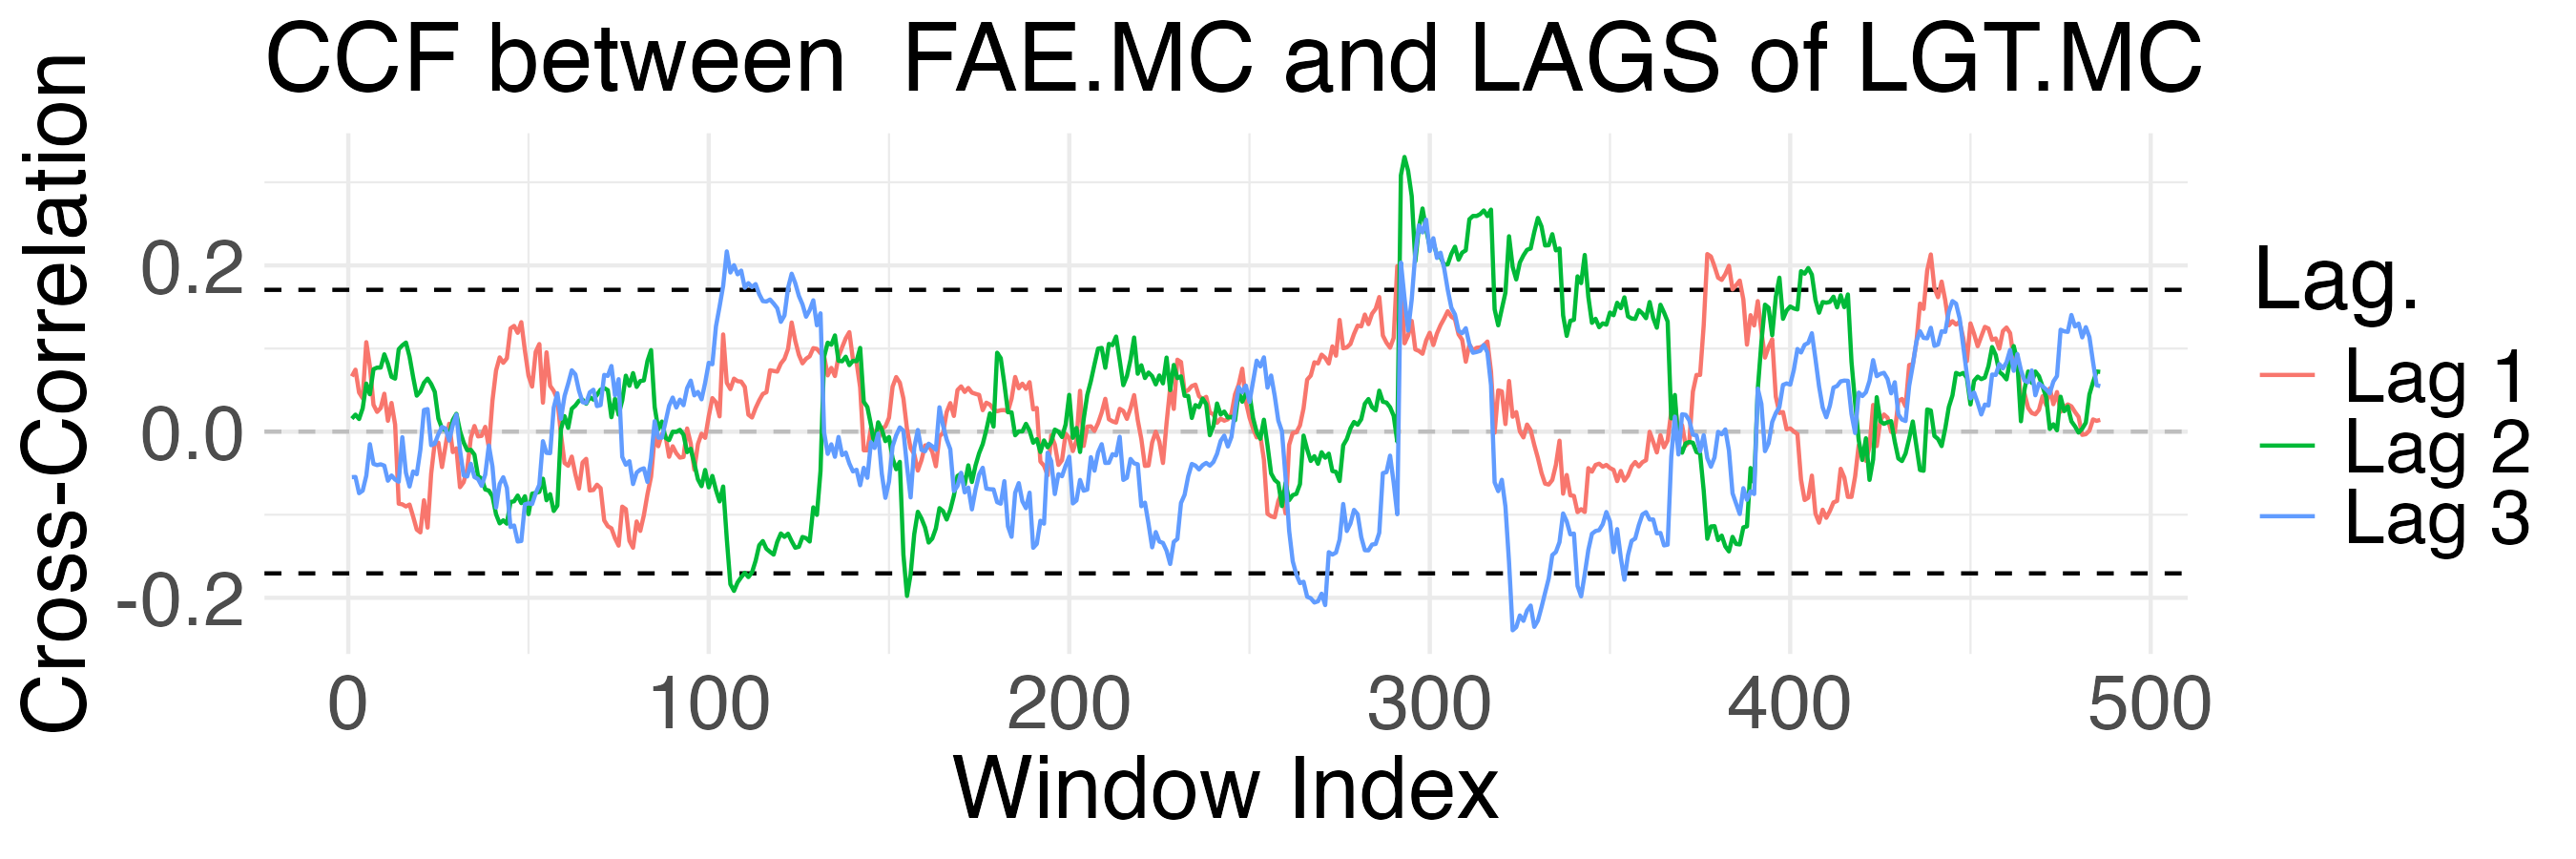 CCF between  FAE.MC and LAGS of LGT.MC
Cross-Correlation
0.2
0.0
-0.2
0 100 200 300 400 500
Window Index
Lag.
Lag 1
Lag 2
Lag 3